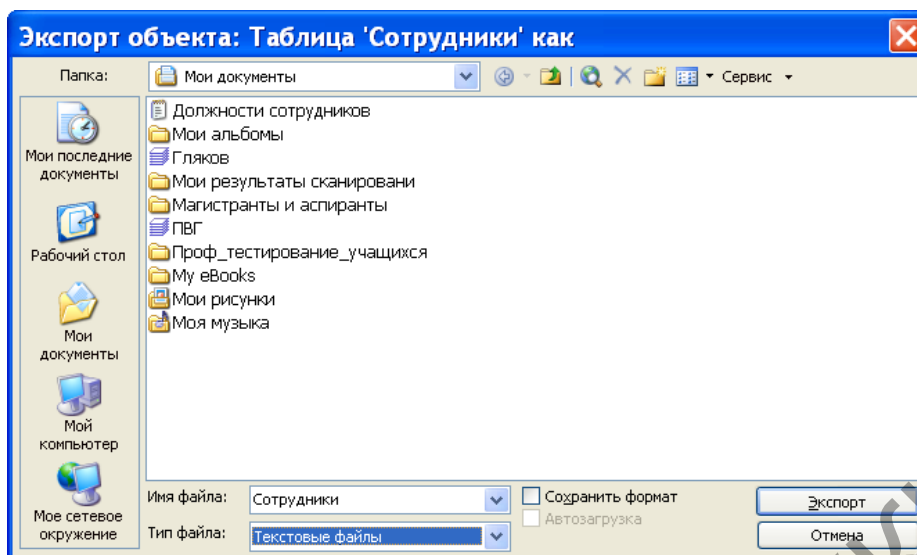 Экспорт объекта: Таблица 'Сотрудники' как
Папка:
Мои документы
Сервис
Мои последние
документы
Рабочий стол
Мои
документы
Мой
компьютер
Мое сетевое
окружение
Должности сотрудников
Мои альбомы
Гляков
Мои результаты сканировани
Магистранты и аспиранты
ПВГ
Проф_тестирование_учащихся
My eBooks
Мои рисунки
Моя музыка
Имя файла:
Сотрудники
Сохранить формат
Экспорт
Автозагрузка
Тип файла:
Текстовые файлы
Отмена